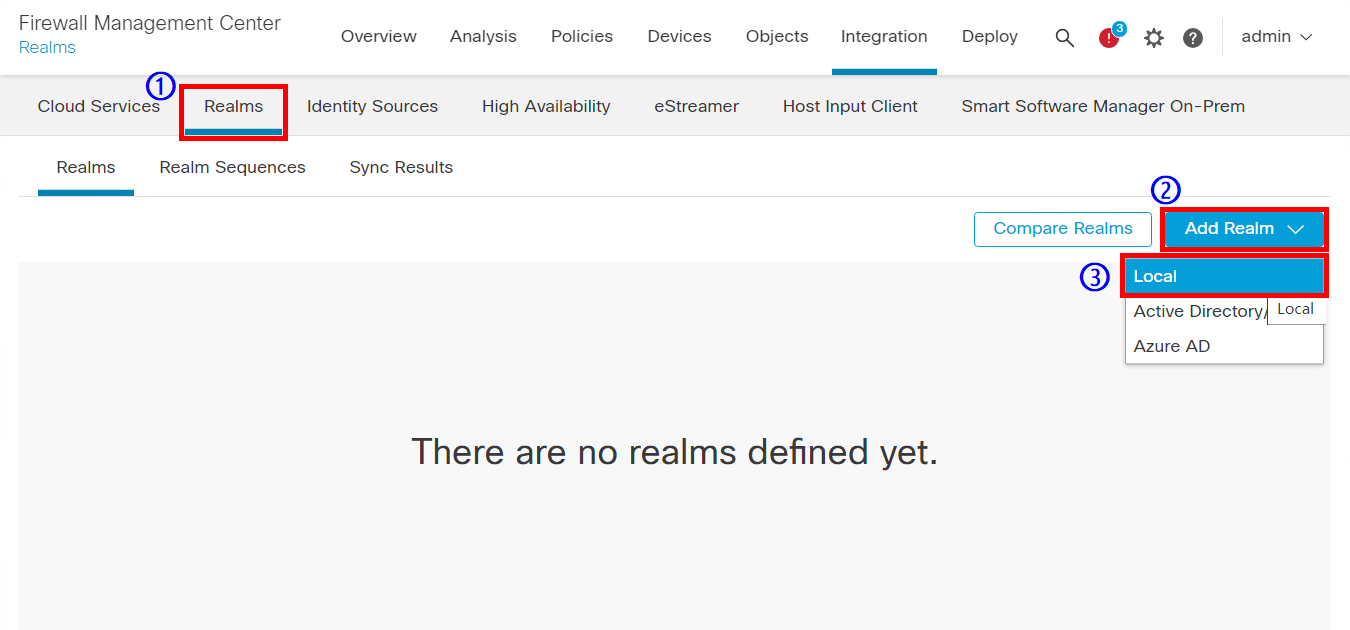 Firewall Management Center
Realms
Overview Analysis Policies Devices Objects Integration Deploy 3 admin
1
Cloud Services Realms Identity Sources High Availability eStreamer Host Input Client Smart Software Manager On-Prem
Realms Realm Sequences Sync Results
2
Compare Realms Add Realm
3 Local
Active Directory/ Local
Azure AD
There are no realms defined yet.